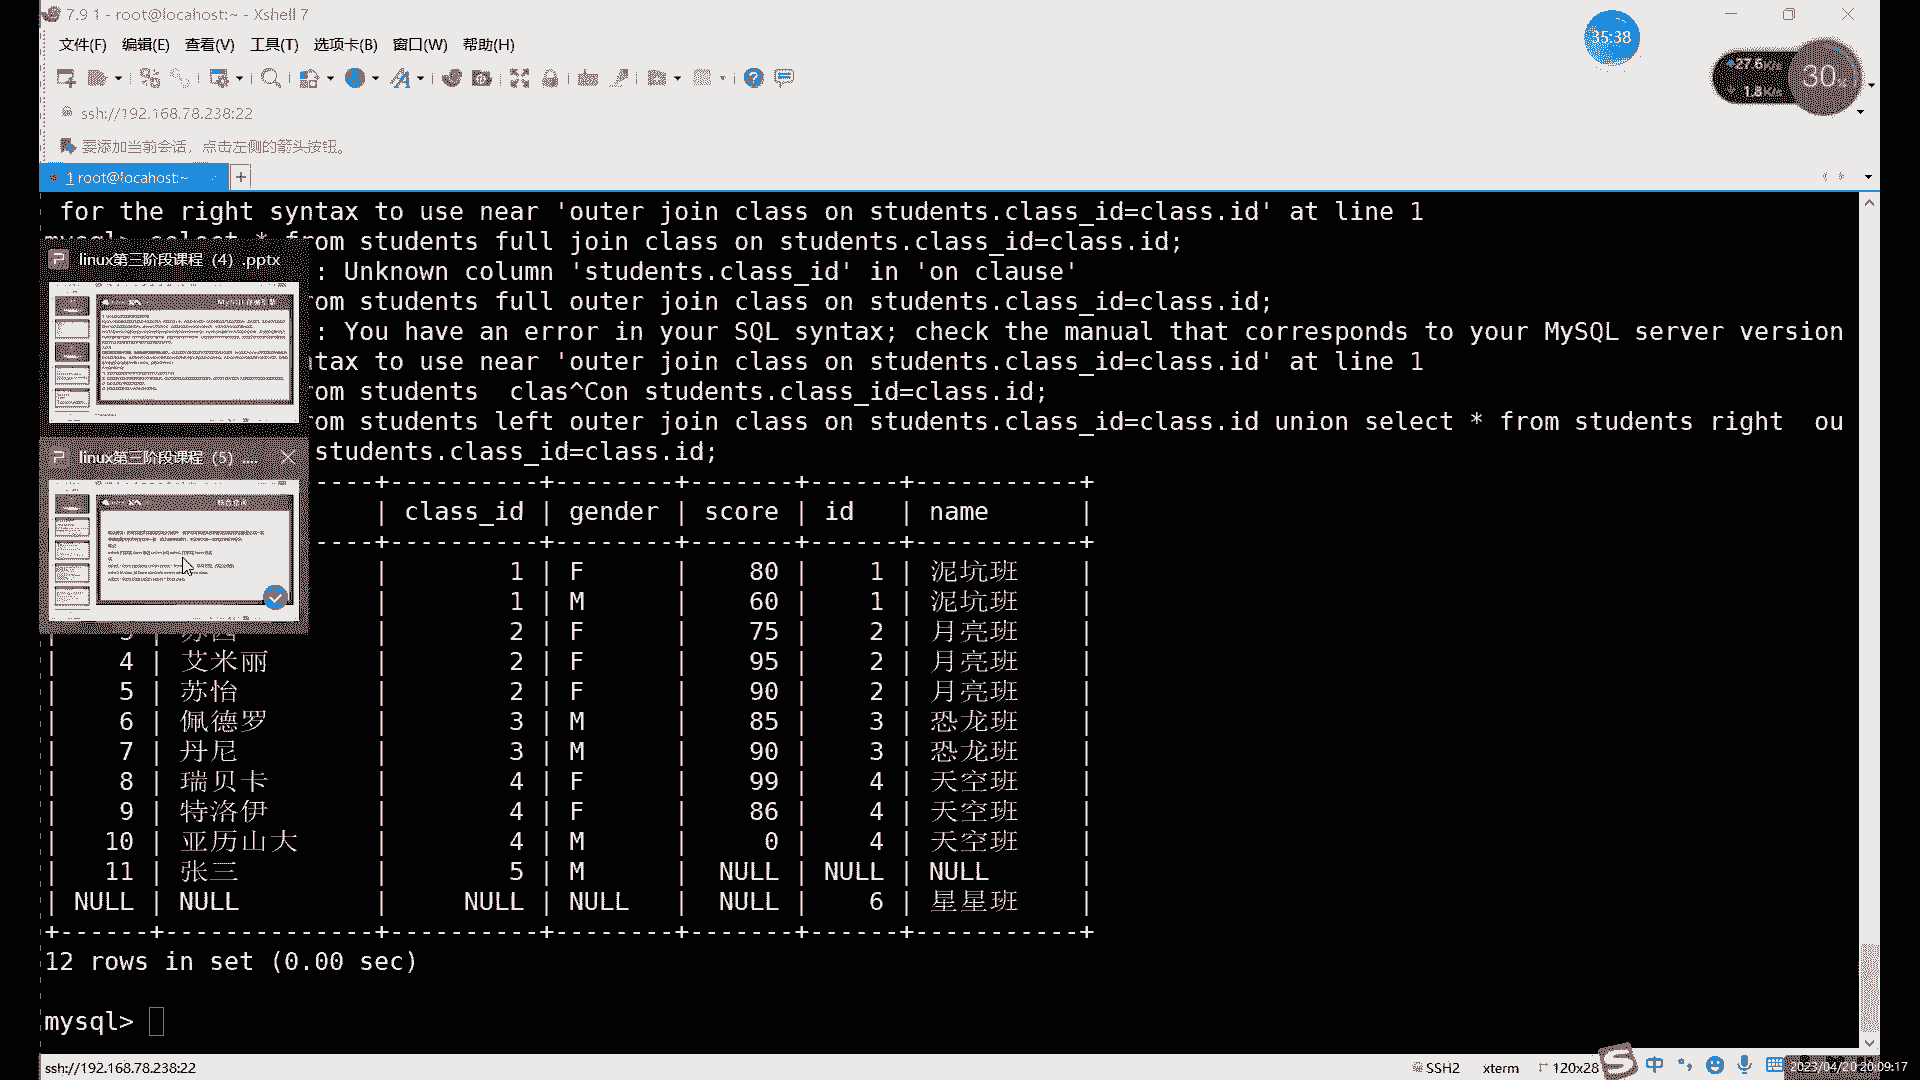 7.9 1 - root@locahost:~ - Xshell 7
35:38
文件(F) 编辑(E) 查看(V) 工具(T) 选项卡(B) 窗口(W) 帮助(H)
27.6K/s
30%
1.8K/s
ssh://192.168.78.238:22
要添加当前会话，点击左侧的箭头按钮。
1 root@locahost:~
for the right syntax to use near 'outer join class on students.class_id=class.id' at line 1
mysql> select * from students full join class on students.class_id=class.id;
linux第三阶段课程 (4) .pptx
: Unknown column 'students.class_id' in 'on clause'
om students full outer join class on students.class_id=class.id;
: You have an error in your SQL syntax; check the manual that corresponds to your MySQL server version
tax to use near 'outer join class on students.class_id=class.id' at line 1
om students  clas^Con students.class_id=class.id;
om students left outer join class on students.class_id=class.id union select * from students right  ou
linux第三阶段课程 (5) ....
students.class_id=class.id;
----+----------+--------+-------+------+-----------+
| class_id | gender | score | id   | name      |
----+----------+--------+-------+------+-----------+
| 1 | F | 80 | 1 | 泥坑班 |
| 1 | M | 60 | 1 | 泥坑班 |
| 2 | F | 75 | 2 | 月亮班 |
| 4 | 艾米丽 | 2 | F | 95 | 2 | 月亮班 |
| 5 | 苏怡 | 2 | F | 90 | 2 | 月亮班 |
| 6 | 佩德罗 | 3 | M | 85 | 3 | 恐龙班 |
| 7 | 丹尼 | 3 | M | 90 | 3 | 恐龙班 |
| 8 | 瑞贝卡 | 4 | F | 99 | 4 | 天空班 |
| 9 | 特洛伊 | 4 | F | 86 | 4 | 天空班 |
| 10 | 亚历山大 | 4 | M | 0 | 4 | 天空班 |
| 11 | 张三 | 5 | M | NULL | NULL | NULL |
| NULL | NULL | NULL | NULL | NULL | 6 | 星星班 |
+------+--------------+----------+--------+-------+------+-----------+
12 rows in set (0.00 sec)
mysql>
ssh://192.168.78.238:22
SSH2
xterm
120x28
中
2023/04/20 20:09:17